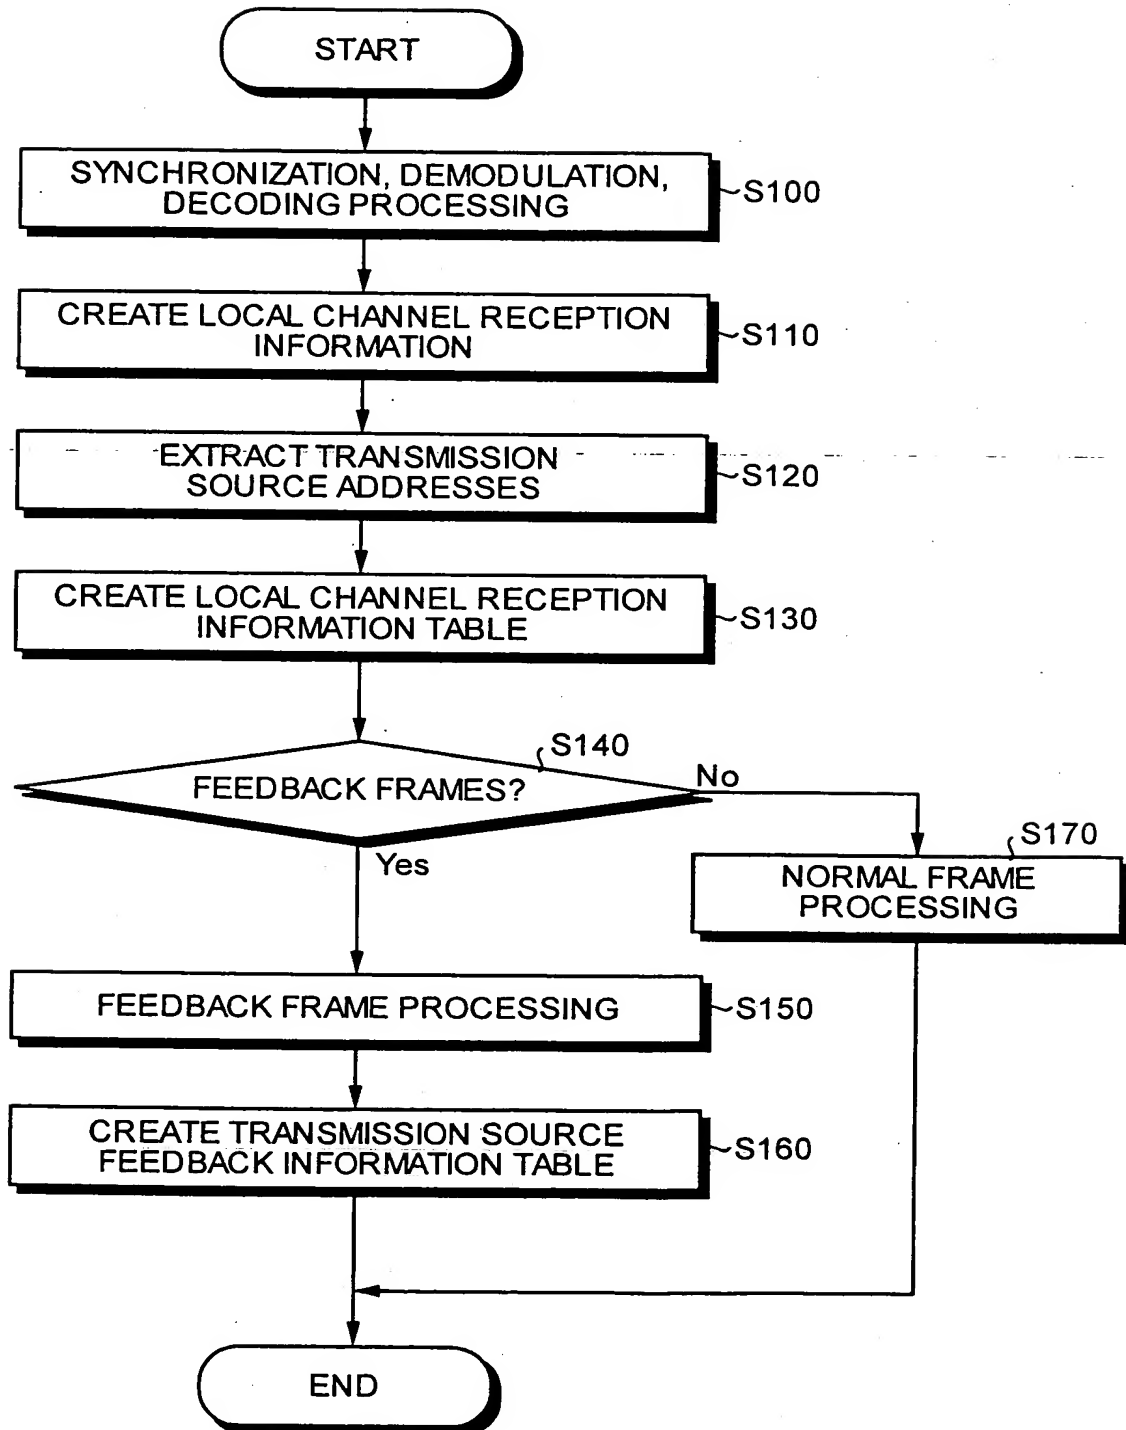 START
SYNCHRONIZATION, DEMODULATION,
DECODING PROCESSING
S100
CREATE LOCAL CHANNEL RECEPTION
INFORMATION
S110
EXTRACT TRANSMISSION
SOURCE ADDRESSES
S120
CREATE LOCAL CHANNEL RECEPTION
INFORMATION TABLE
S130
S140
FEEDBACK FRAMES?
No
Yes
S170
NORMAL FRAME
PROCESSING
FEEDBACK FRAME PROCESSING
S150
CREATE TRANSMISSION SOURCE
FEEDBACK INFORMATION TABLE
S160
END